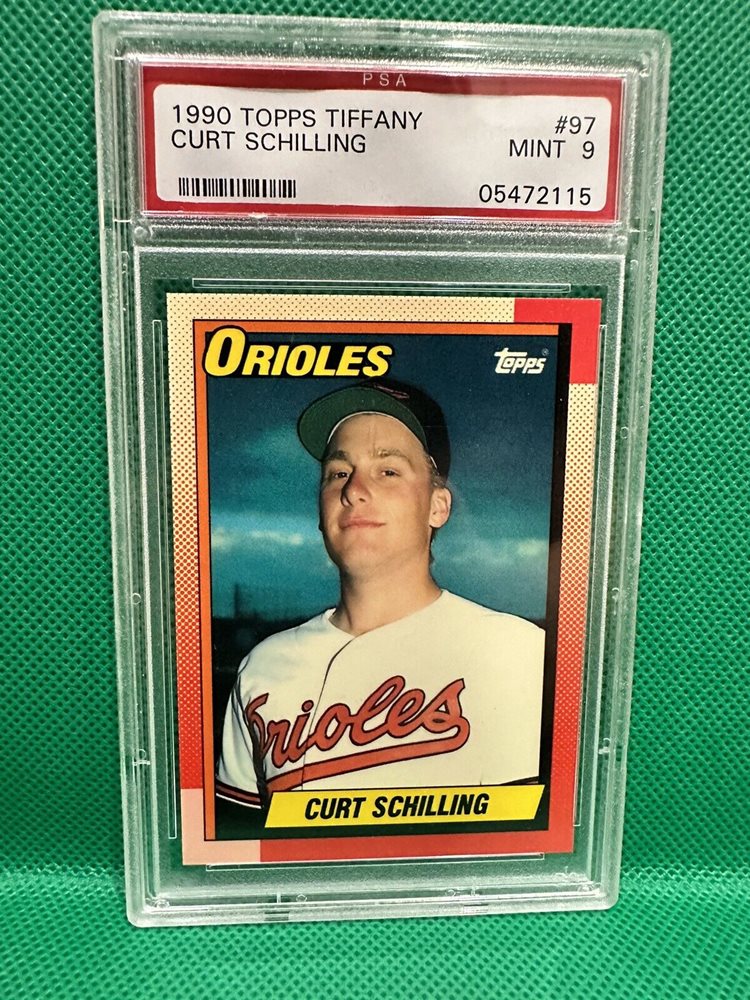 PSA
1990 TOPPS TIFFANY #97
CURT SCHILLING MINT 9
05472115
ORIOLES
topps®
Orioles
CURT SCHILLING